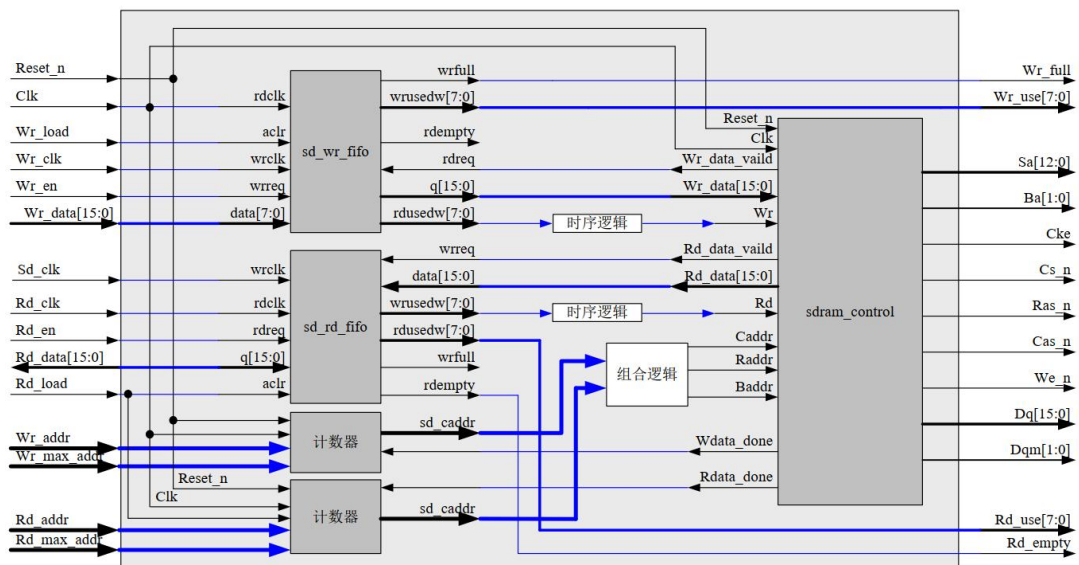 Reset_n
Clk
Wr_load
Wr_clk
Wr_en
Wr_data[15:0]
Sd_clk
Rd_clk
Rd_en
Rd_data[15:0]
Rd_load
Wr_addr
Wr_max_addr
Rd_addr
Rd_max_addr
rdclk
aclr
wrclk
wrreq
data[7:0]
sd_wr_fifo
wrfull
wrusedw[7:0]
rdempty
rdreq
q[15:0]
rdusedw[7:0]
wrclk
rdclk
rdreq
q[15:0]
aclr
sd_rd_fifo
wrreq
data[15:0]
wrusedw[7:0]
rdusedw[7:0]
wrfull
rdempty
时序逻辑
时序逻辑
组合逻辑
计数器
sd_caddr
Reset_n
Clk
计数器
sd_caddr
Reset_n
Clk
Wr_data_vaild
Wr_data[15:0]
Wr
Rd_data_vaild
Rd_data[15:0]
Rd
Caddr
Raddr
Baddr
Wdata_done
Rdata_done
sdram_control
Wr_full
Wr_use[7:0]
Sa[12:0]
Ba[1:0]
Cke
Cs_n
Ras_n
Cas_n
We_n
Dq[15:0]
Dqm[1:0]
Rd_use[7:0]
Rd_empty